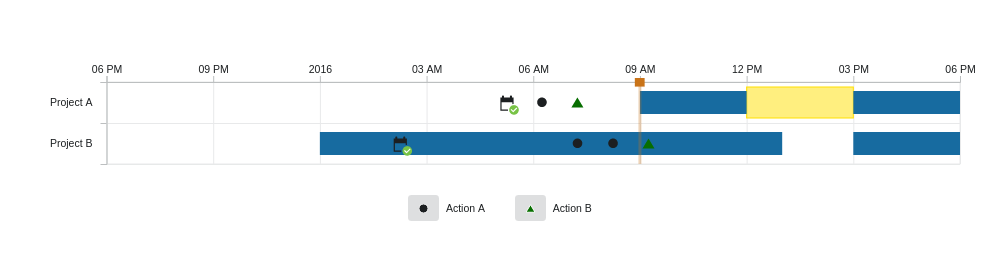 06 PM 09 PM 2016 03 AM 06 AM 09 AM 12 PM 03 PM 06 PM
Project A
Project B
Action A Action B